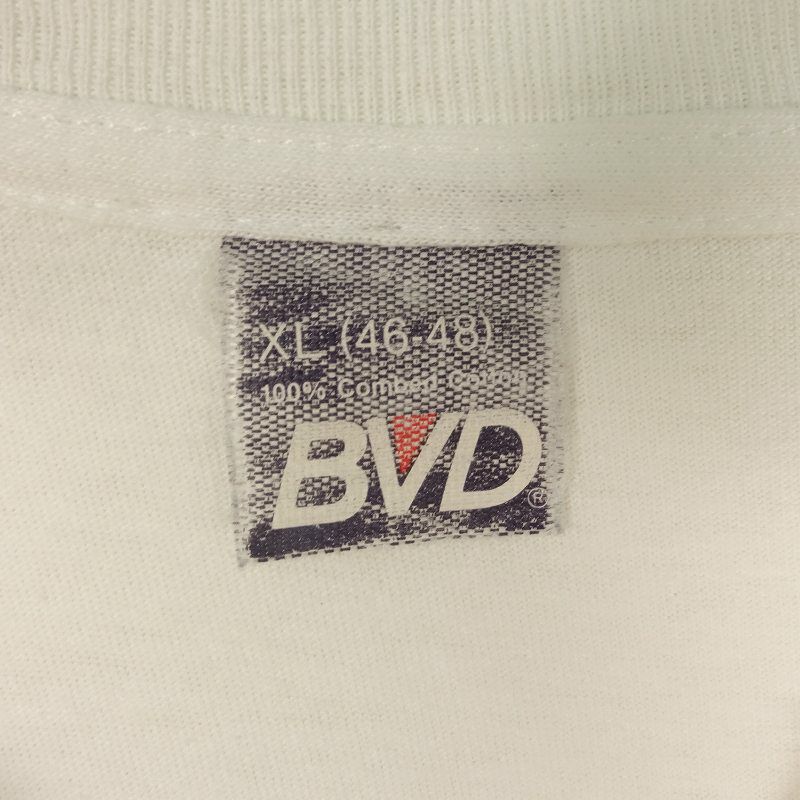 XL (46-48)
100% Combed Cotton
BVD®